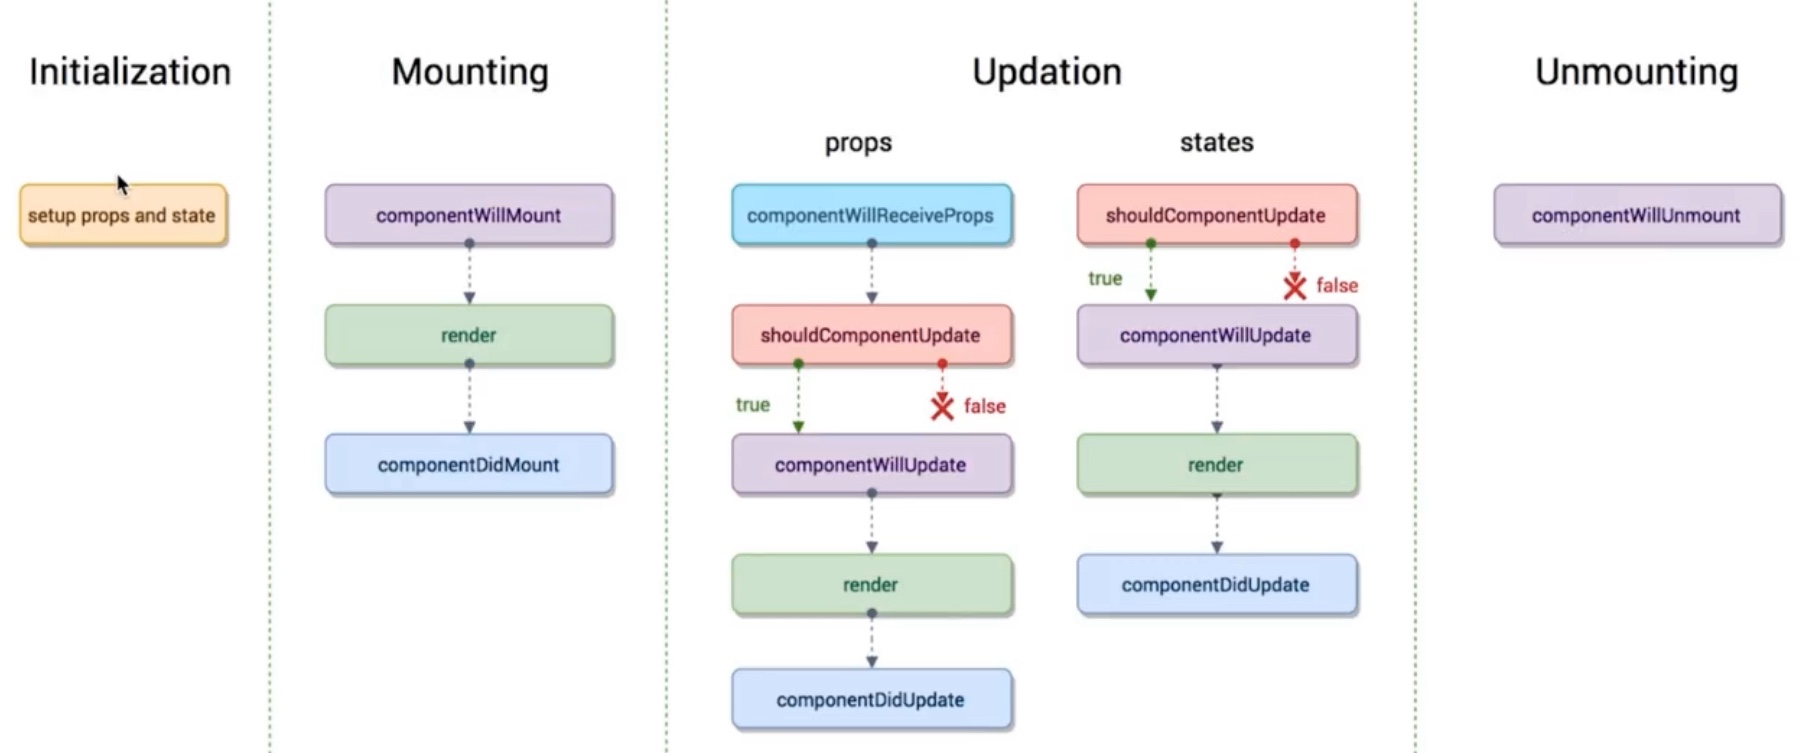 Initialization
Mounting
Updation
Unmounting
props
states
setup props and state
componentWillMount
componentWillReceiveProps
shouldComponentUpdate
componentWillUnmount
true
false
render
shouldComponentUpdate
componentWillUpdate
true
false
componentDidMount
componentWillUpdate
render
render
componentDidUpdate
componentDidUpdate